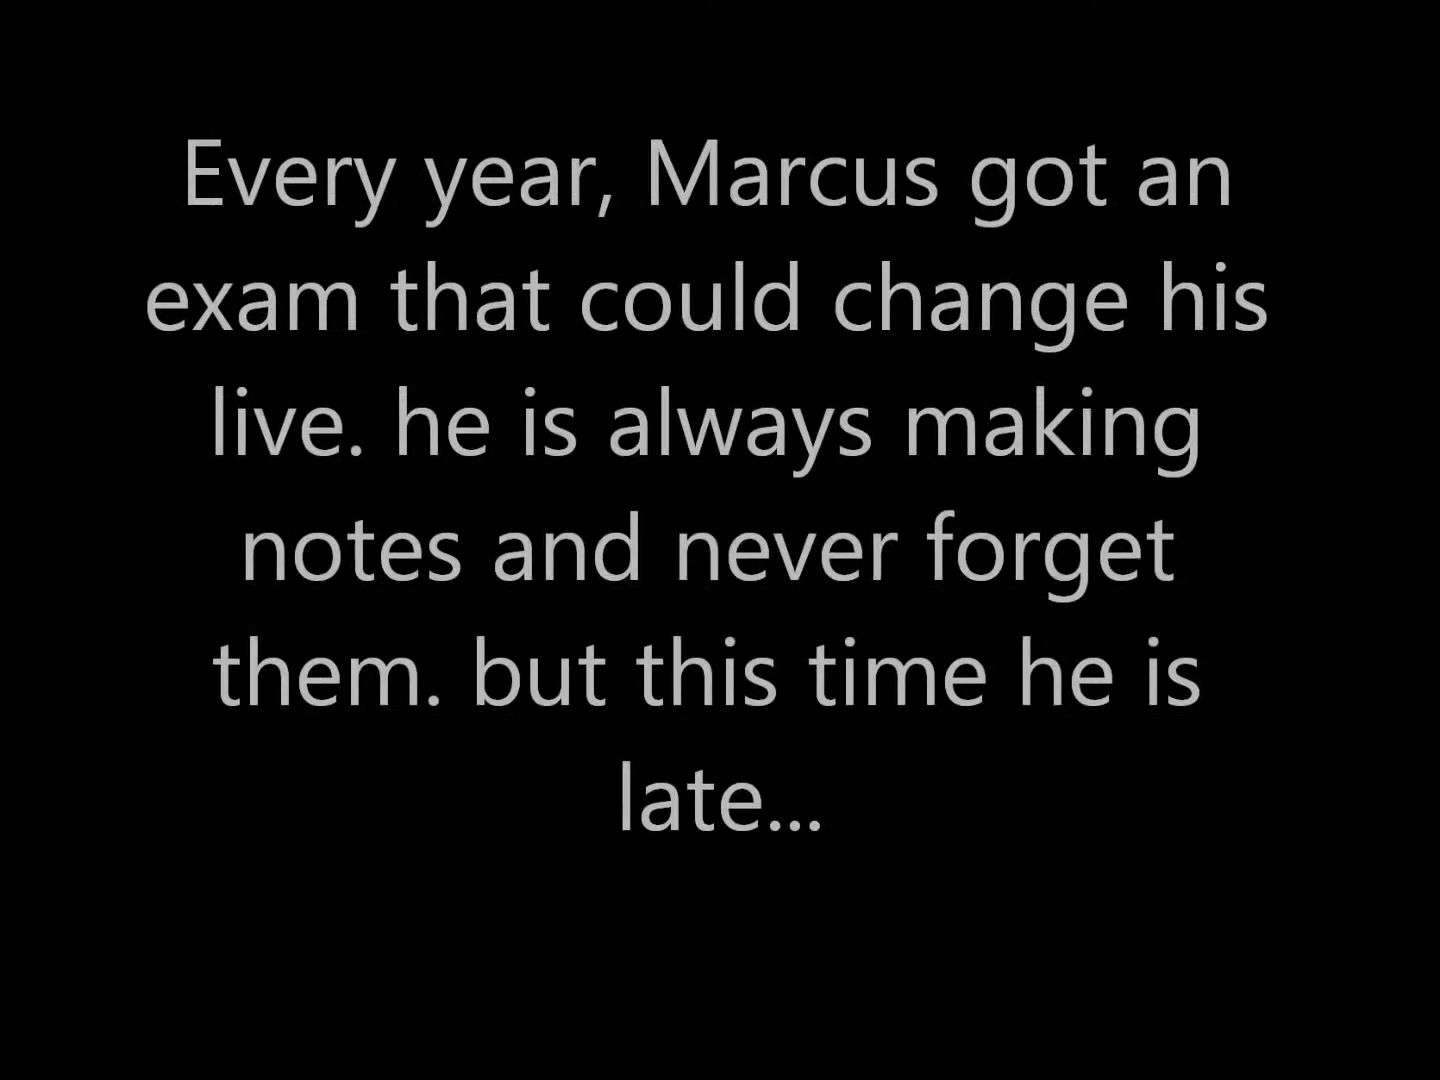 Every year, Marcus got an
exam that could change his
live. he is always making
notes and never forget
them. but this time he is
late...